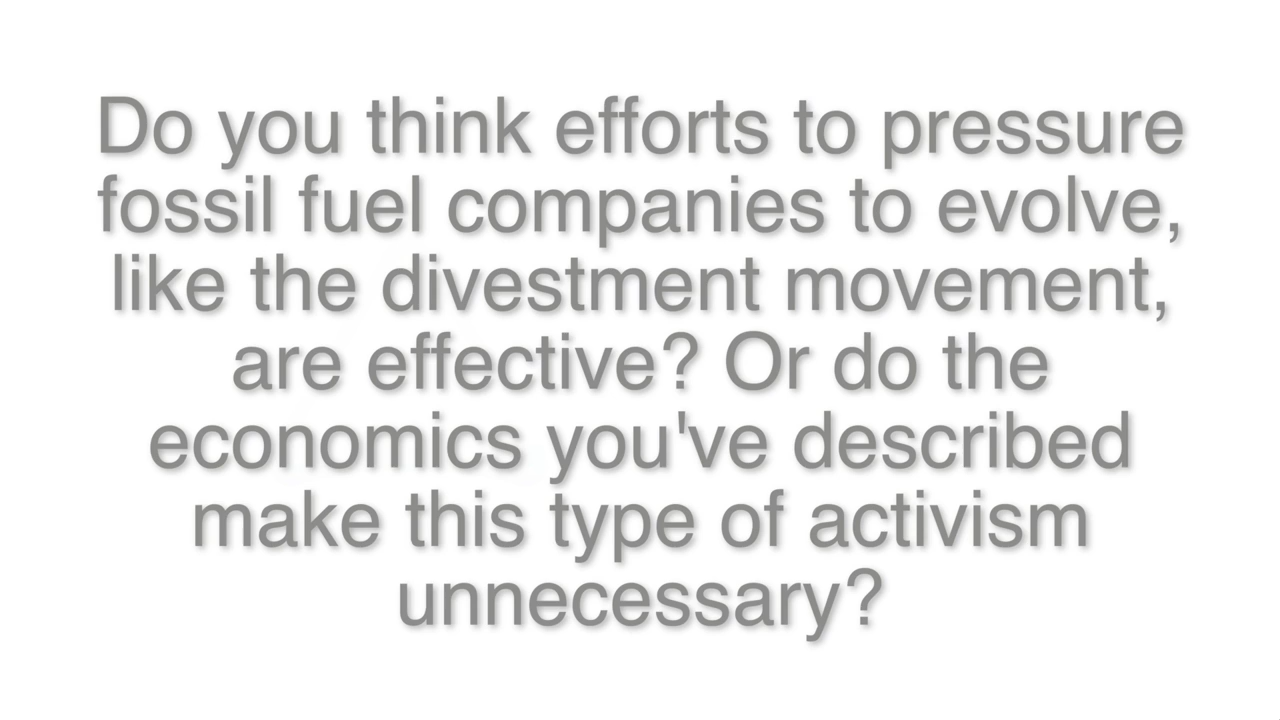 Do you think efforts to pressure
fossil fuel companies to evolve,
like the divestment movement,
are effective? Or do the
economics you've described
make this type of activism
unnecessary?